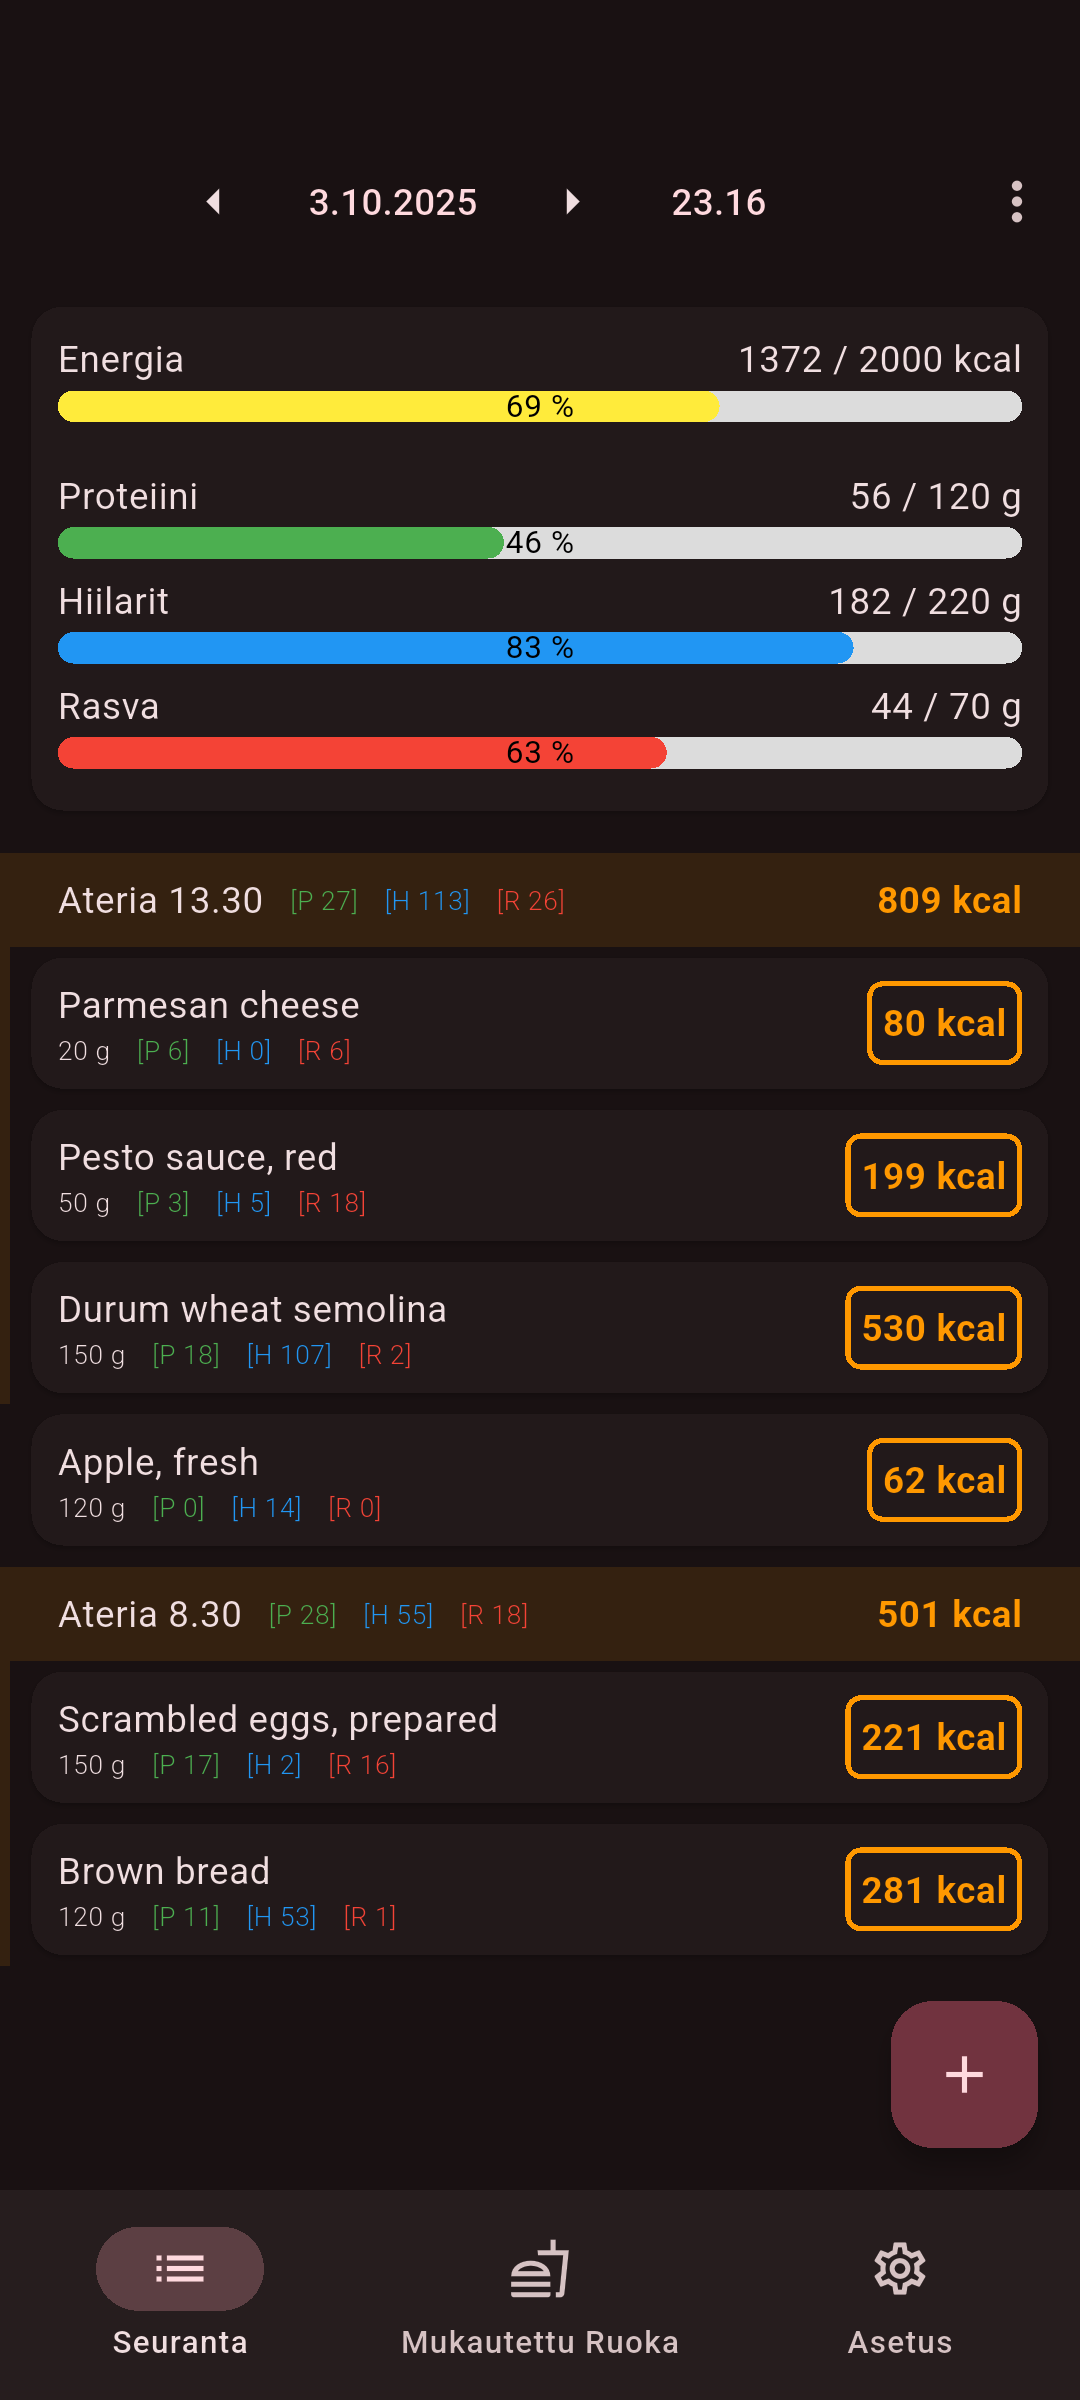 3.10.2025 23.16
Energia 1372 / 2000 kcal
69 %
Proteiini 56 / 120 g
46 %
Hiilarit 182 / 220 g
83 %
Rasva 44 / 70 g
63 %
Ateria 13.30 [P 27] [H 113] [R 26] 809 kcal
Parmesan cheese
20 g [P 6] [H 0] [R 6]
80 kcal
Pesto sauce, red
50 g [P 3] [H 5] [R 18]
199 kcal
Durum wheat semolina
150 g [P 18] [H 107] [R 2]
530 kcal
Apple, fresh
120 g [P 0] [H 14] [R 0]
62 kcal
Ateria 8.30 [P 28] [H 55] [R 18] 501 kcal
Scrambled eggs, prepared
150 g [P 17] [H 2] [R 16]
221 kcal
Brown bread
120 g [P 11] [H 53] [R 1]
281 kcal
Seuranta Mukautettu Ruoka Asetus